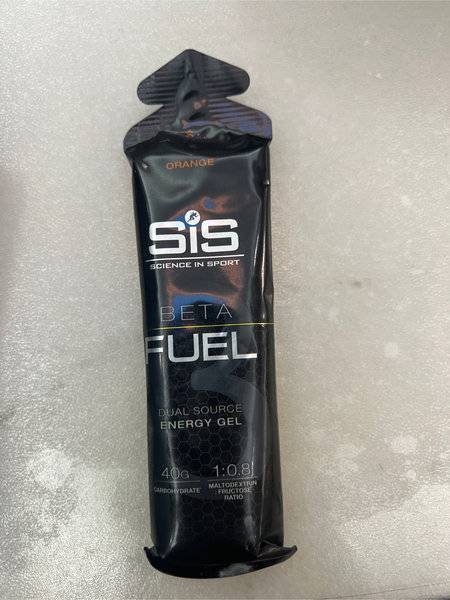 ORANGE
SiS
SCIENCE IN SPORT
BETA
FUEL
DUAL SOURCE
ENERGY GEL
40G
CARBOHYDRATE
1:0.8
MALTODEXTRIN
FRUCTOSE
RATIO